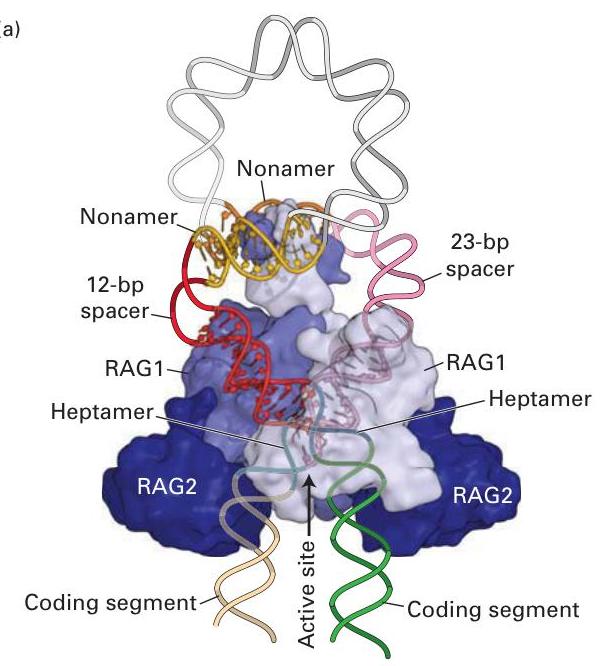 (a)
Nonamer
Nonamer
23-bp
spacer
12-bp
spacer
RAG1
RAG1
Heptamer
Heptamer
RAG2
RAG2
Active site
Coding segment
Coding segment